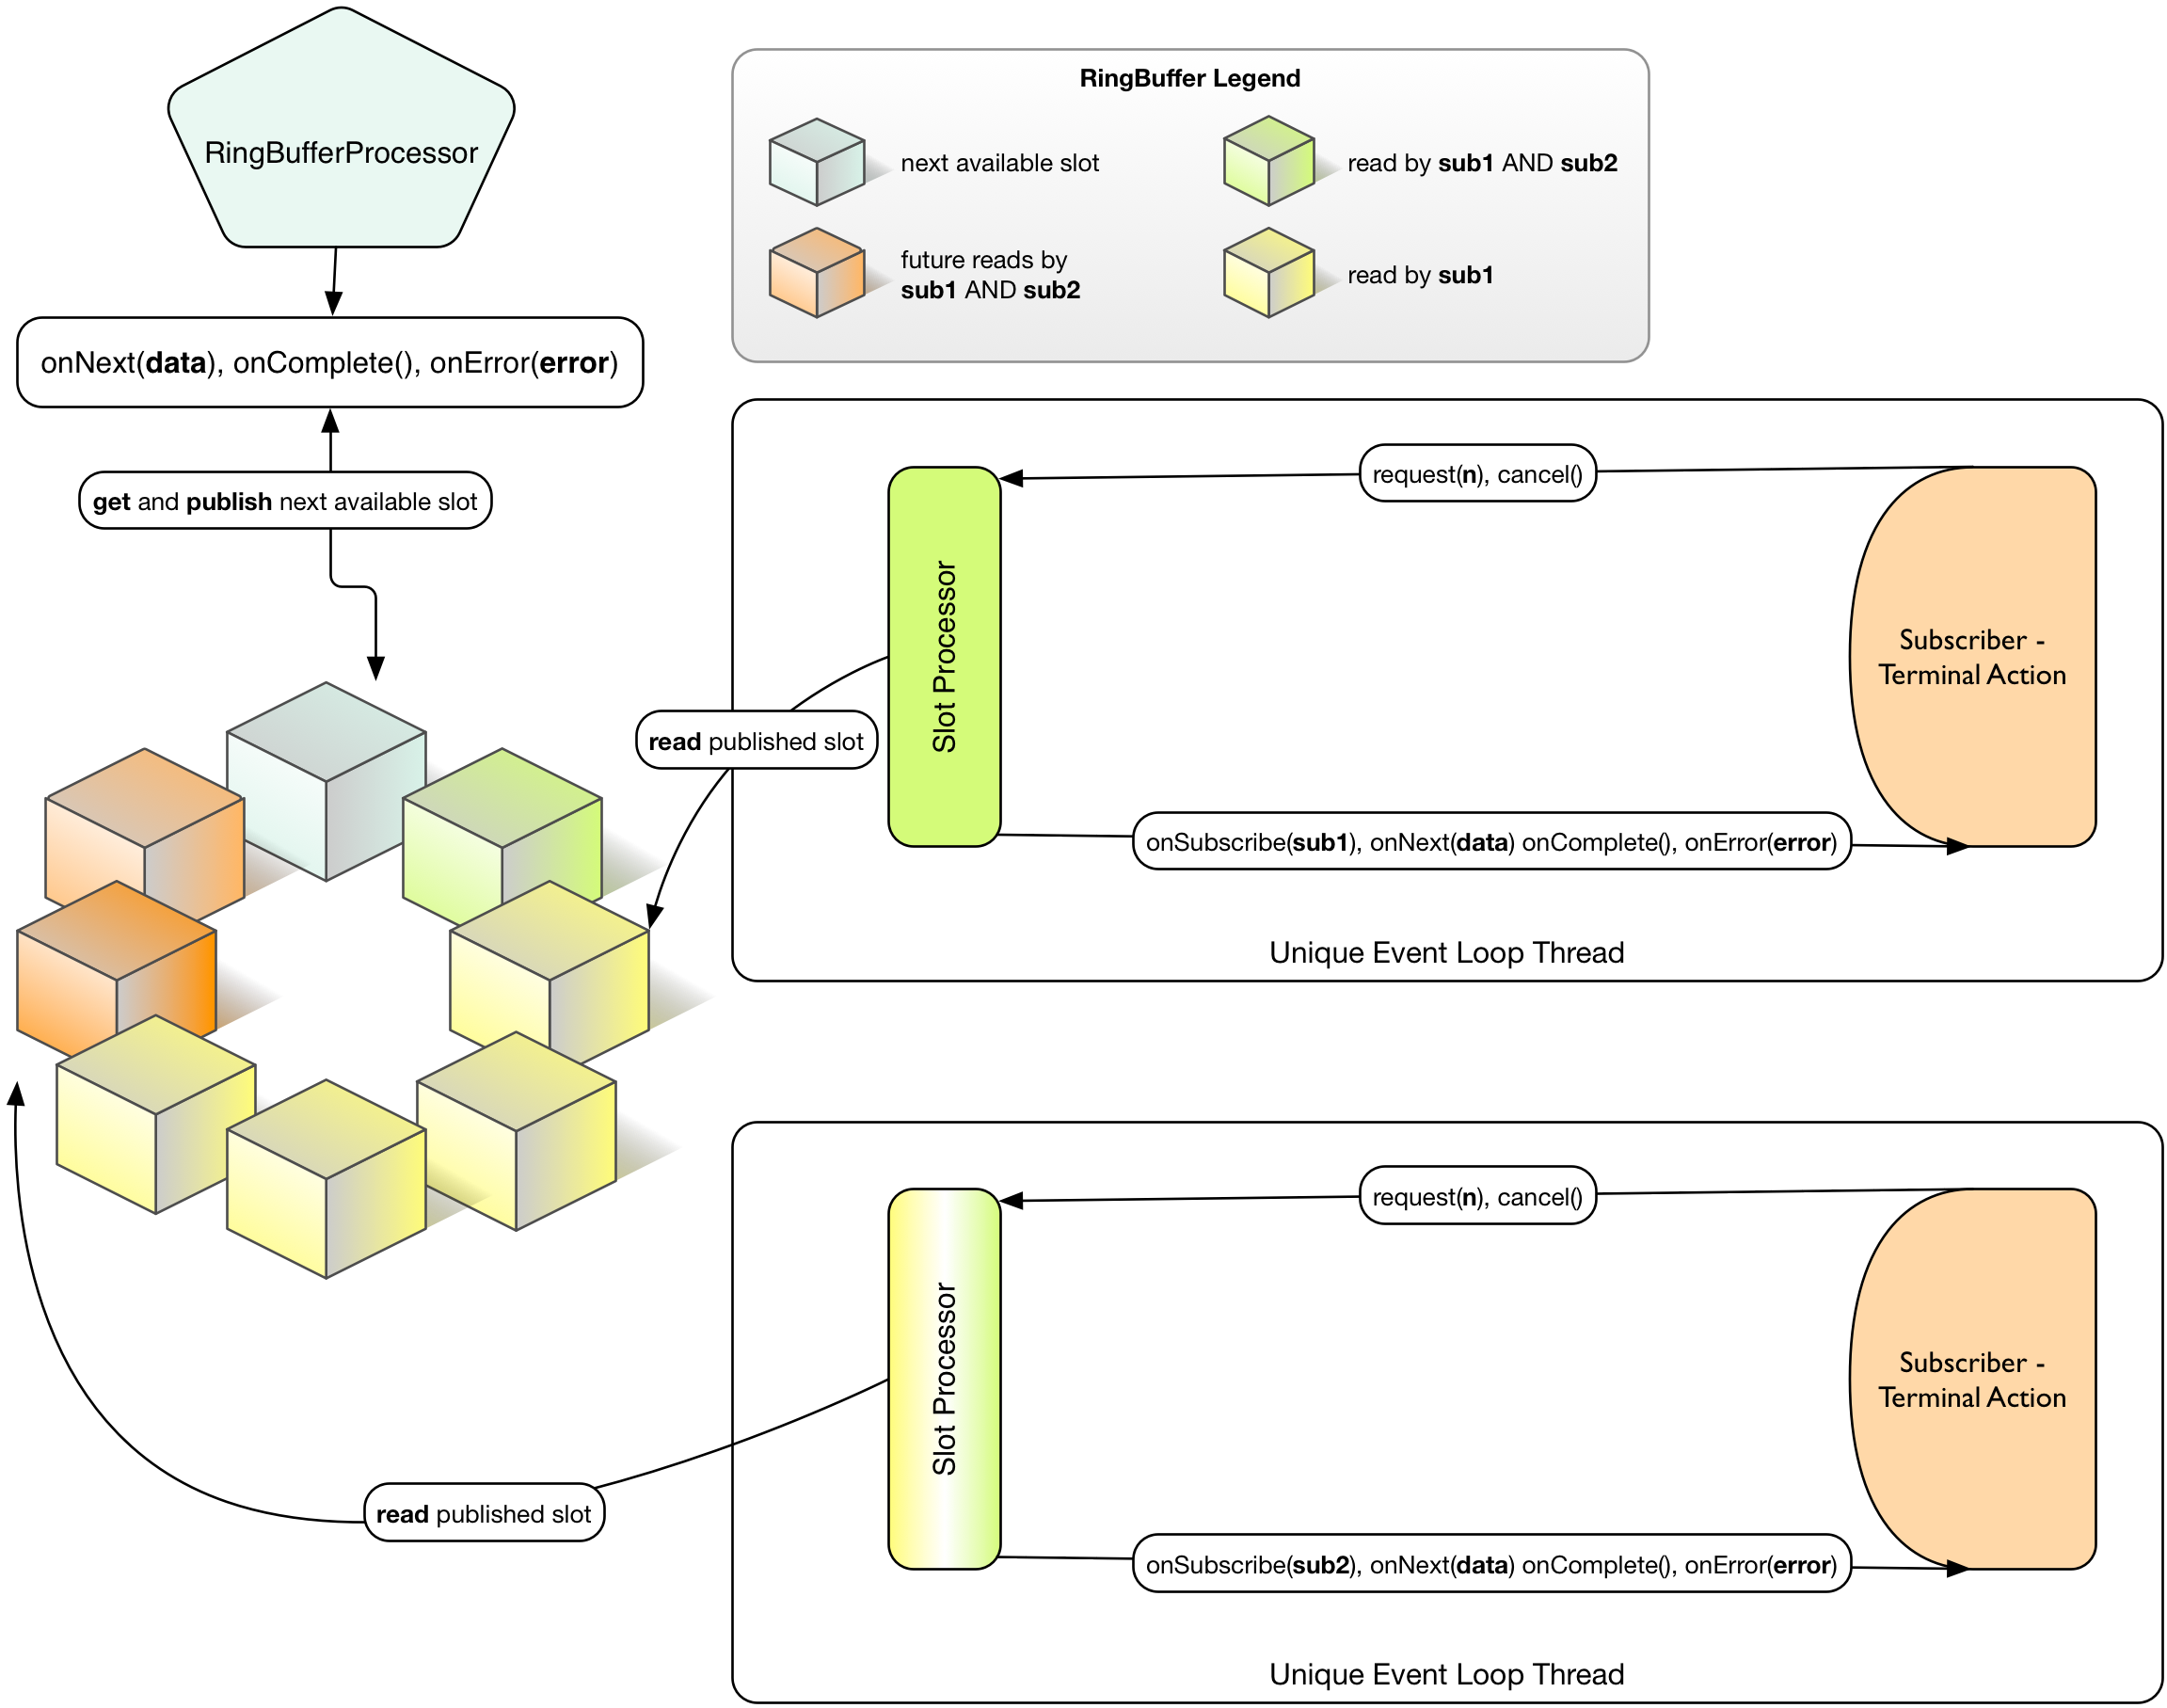 RingBufferProcessor
onNext(data), onComplete(), onError(error)
get and publish next available slot
RingBuffer Legend
next available slot
read by sub1 AND sub2
future reads by
sub1 AND sub2
read by sub1
request(n), cancel()
Slot Processor
Subscriber -
Terminal Action
read published slot
onSubscribe(sub1), onNext(data) onComplete(), onError(error)
Unique Event Loop Thread
request(n), cancel()
Slot Processor
Subscriber -
Terminal Action
read published slot
onSubscribe(sub2), onNext(data) onComplete(), onError(error)
Unique Event Loop Thread